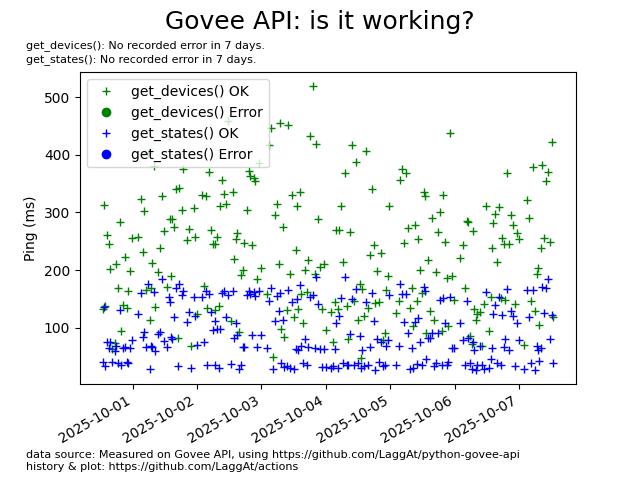 Govee API: is it working?
get_devices(): No recorded error in 7 days.
get_states(): No recorded error in 7 days.
get_devices() OK
get_devices() Error
get_states() OK
get_states() Error
Ping (ms)
500
400
300
200
100
2025-10-01
2025-10-02
2025-10-03
2025-10-04
2025-10-05
2025-10-06
2025-10-07
data source: Measured on Govee API, using https://github.com/LaggAt/python-govee-api
history & plot: https://github.com/LaggAt/actions